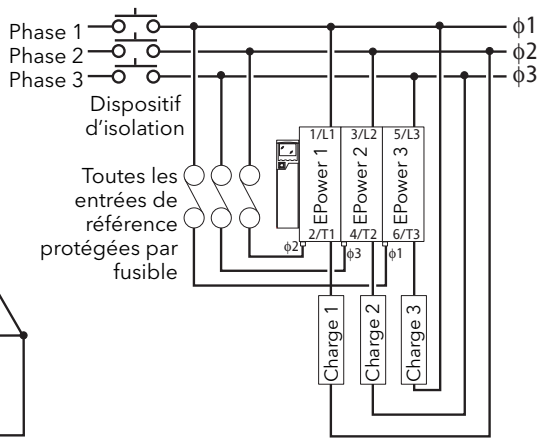 Phase 1
Phase 2
Phase 3
ϕ1
ϕ2
ϕ3
Dispositif
d’isolation
Toutes les
entrées de
référence
protégées par
fusible
1/L1
3/L2
5/L3
EPower 1
EPower 2
EPower 3
2/T1
4/T2
6/T3
ϕ2
ϕ3
ϕ1
Charge 1
Charge 2
Charge 3